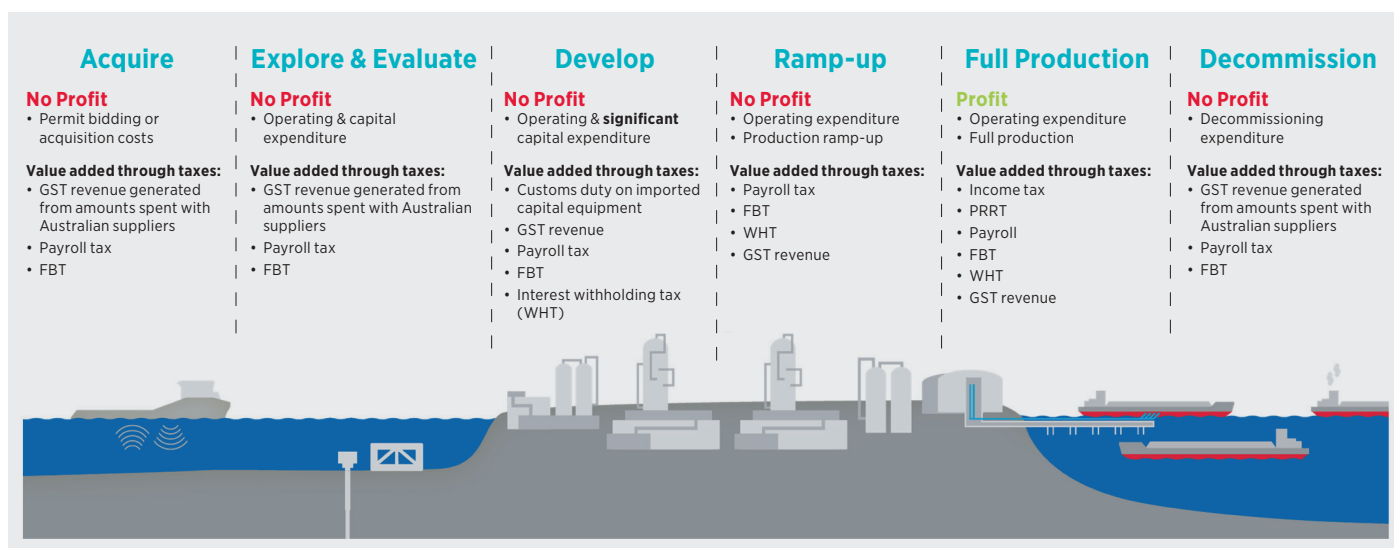 Acquire
No Profit
• Permit bidding or
acquisition costs
Value added through taxes:
• GST revenue generated
from amounts spent with
Australian suppliers
• Payroll tax
• FBT
Explore & Evaluate
No Profit
• Operating & capital
expenditure
Value added through taxes:
• GST revenue generated from
amounts spent with Australian
suppliers
• Payroll tax
• FBT
Develop
No Profit
• Operating & significant
capital expenditure
Value added through taxes:
• Customs duty on imported
capital equipment
• GST revenue
• Payroll tax
• FBT
• Interest withholding tax
(WHT)
Ramp-up
No Profit
• Operating expenditure
• Production ramp-up
Value added through taxes:
• Payroll tax
• FBT
• WHT
• GST revenue
Full Production
Profit
• Operating expenditure
• Full production
Value added through taxes:
• Income tax
• PRRT
• Payroll
• FBT
• WHT
• GST revenue
Decommission
No Profit
• Decommissioning
expenditure
Value added through taxes:
• GST revenue generated
from amounts spent with
Australian suppliers
• Payroll tax
• FBT